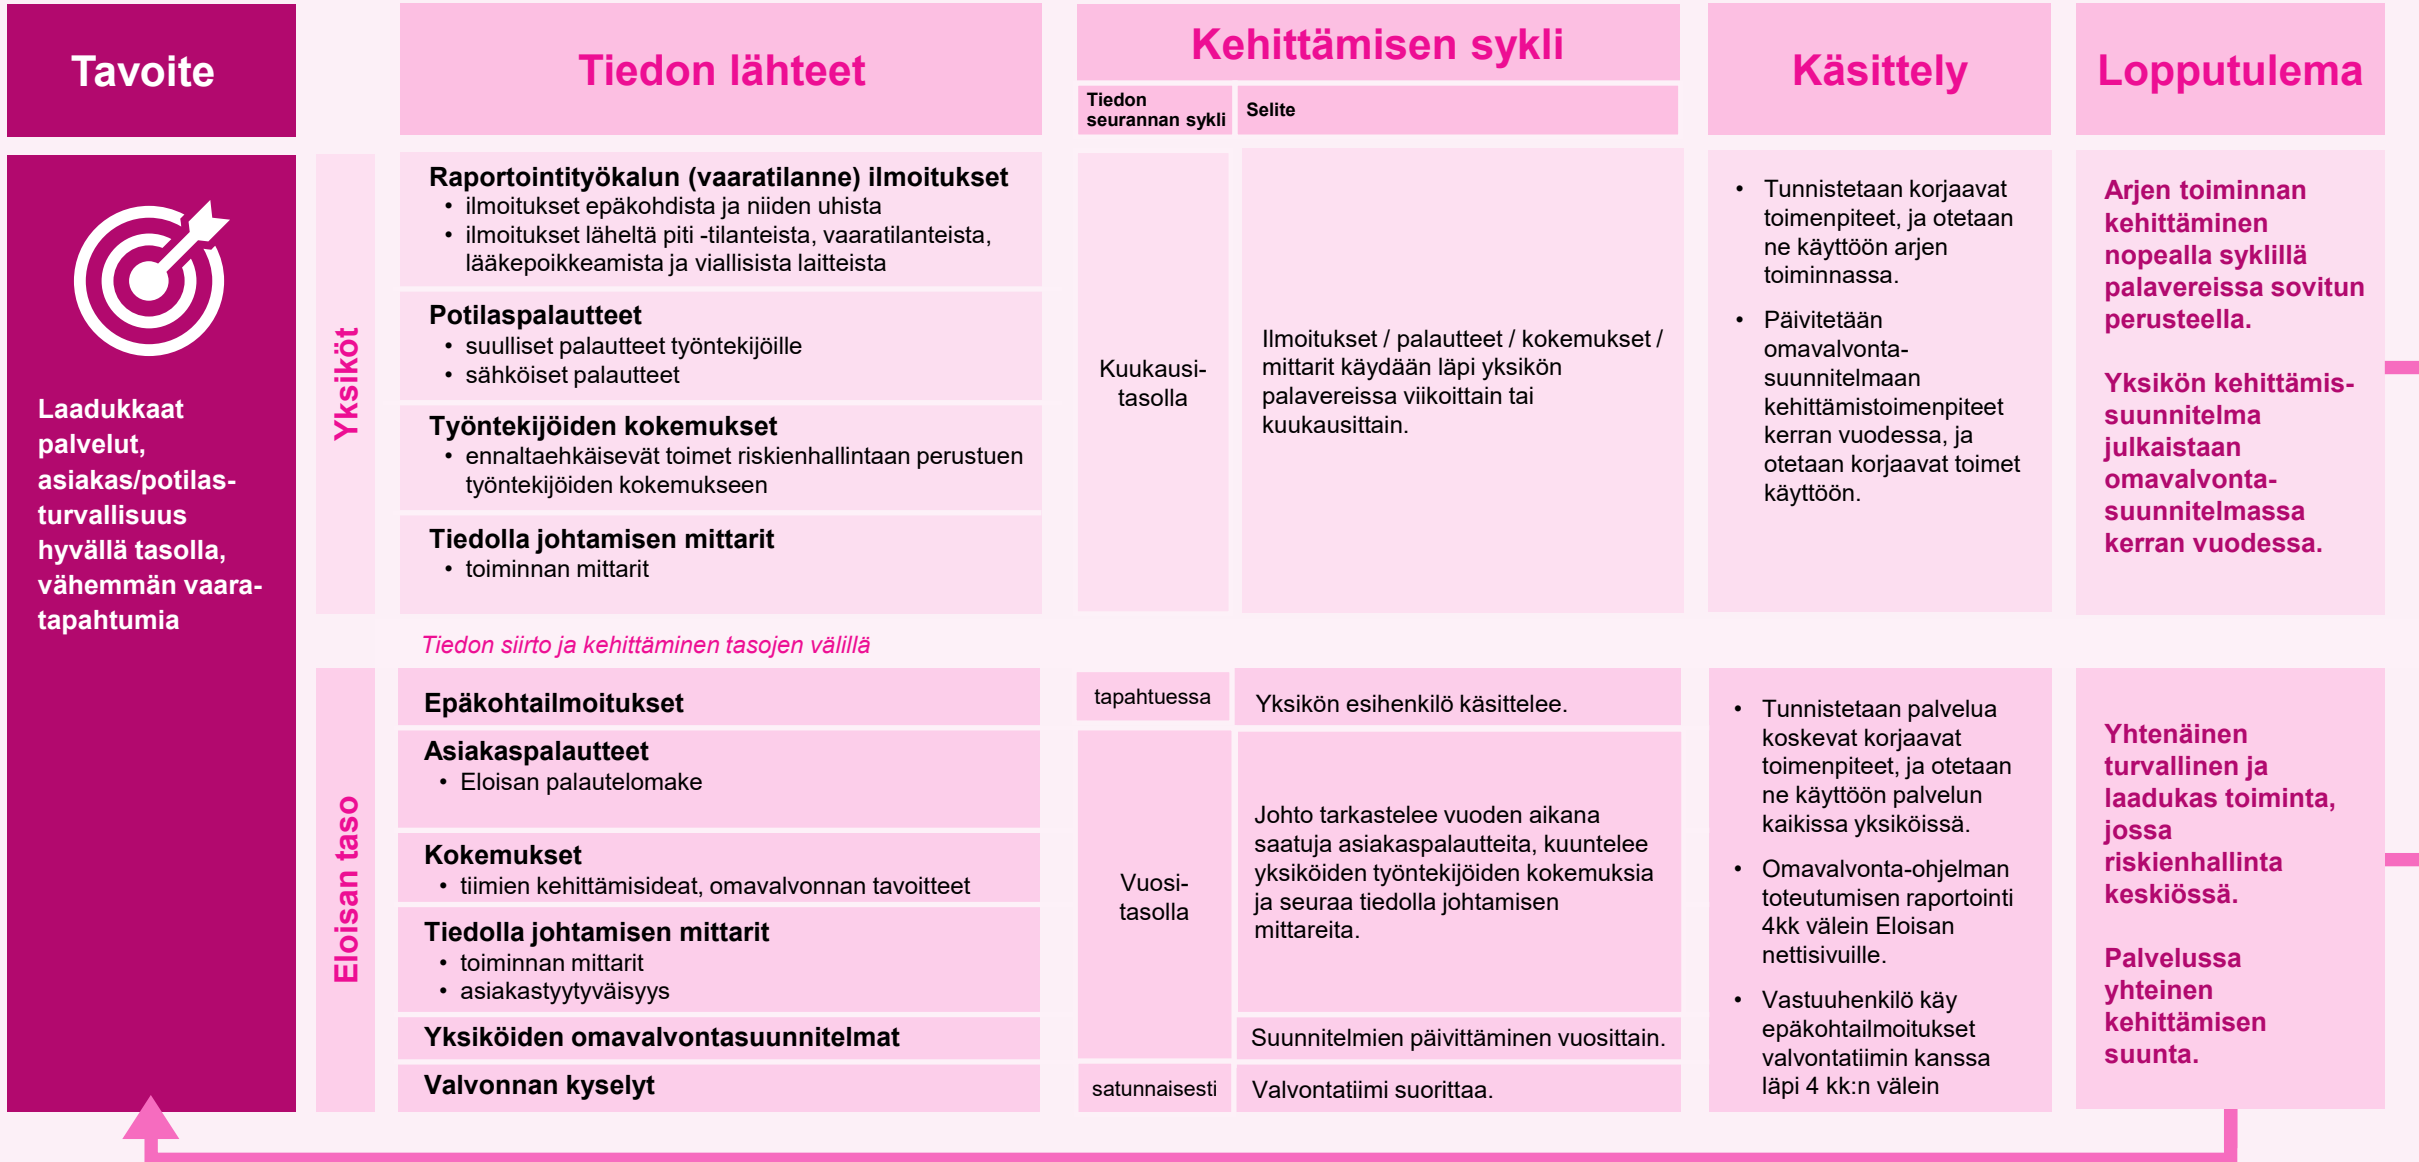 Tavoite
Tiedon lähteet
Kehittämisen sykli
Tiedon
seurannan sykli
Selite
Käsittely
Lopputulema
Laadukkaat
palvelut,
asiakas/potilas-
turvallisuus
hyvällä tasolla,
vähemmän vaara-
tapahtumia
Yksiköt
Raportointityökalun (vaaratilanne) ilmoitukset
• ilmoitukset epäkohdista ja niiden uhista
• ilmoitukset läheltä piti -tilanteista, vaaratilanteista,
lääkepoikkeamista ja viallisista laitteista
Potilaspalautteet
• suulliset palautteet työntekijöille
• sähköiset palautteet
Työntekijöiden kokemukset
• ennaltaehkäisevät toimet riskienhallintaan perustuen
työntekijöiden kokemukseen
Tiedolla johtamisen mittarit
• toiminnan mittarit
Kuukausi-
tasolla
Ilmoitukset / palautteet / kokemukset /
mittarit käydään läpi yksikön
palavereissa viikoittain tai
kuukausittain.
• Tunnistetaan korjaavat
toimenpiteet, ja otetaan
ne käyttöön arjen
toiminnassa.
• Päivitetään
omavalvonta-
suunnitelmaan
kehittämistoimenpiteet
kerran vuodessa, ja
otetaan korjaavat toimet
käyttöön.
Arjen toiminnan
kehittäminen
nopealla syklillä
palavereissa sovitun
perusteella.
Yksikön kehittämis-
suunnitelma
julkaistaan
omavalvonta-
suunnitelmassa
kerran vuodessa.
Tiedon siirto ja kehittäminen tasojen välillä
Eloisan taso
Epäkohtailmoitukset
Asiakaspalautteet
• Eloisan palautelomake
Kokemukset
• tiimien kehittämisideat, omavalvonnan tavoitteet
Tiedolla johtamisen mittarit
• toiminnan mittarit
• asiakastyytyväisyys
Yksiköiden omavalvontasuunnitelmat
Valvonnan kyselyt
tapahtuessa
Yksikön esihenkilö käsittelee.
Vuosi-
tasolla
Johto tarkastelee vuoden aikana
saatuja asiakaspalautteita, kuuntelee
yksiköiden työntekijöiden kokemuksia
ja seuraa tiedolla johtamisen
mittareita.
Suunnitelmien päivittäminen vuosittain.
satunnaisesti
Valvontatiimi suorittaa.
• Tunnistetaan palvelua
koskevat korjaavat
toimenpiteet, ja otetaan
ne käyttöön palvelun
kaikissa yksiköissä.
• Omavalvonta-ohjelman
toteutumisen raportointi
4kk välein Eloisan
nettisivuille.
• Vastuuhenkilö käy
epäkohtailmoitukset
valvontatiimin kanssa
läpi 4 kk:n välein
Yhtenäinen
turvallinen ja
laadukas toiminta,
jossa
riskienhallinta
keskiössä.
Palvelussa
yhteinen
kehittämisen
suunta.